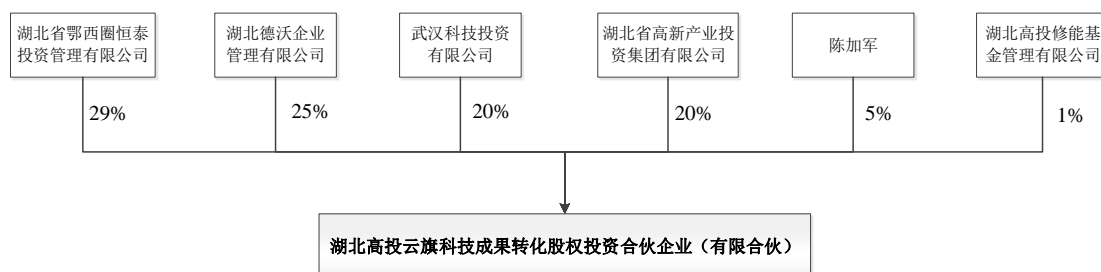 湖北省鄂西圈恒泰
投资管理有限公司
湖北德沃企业
管理有限公司
武汉科技投资
有限公司
湖北省高新产业投
资集团有限公司
陈加军
湖北高投修能基
金管理有限公司
29%
25%
20%
20%
5%
1%
湖北高投云旗科技成果转化股权投资合伙企业（有限合伙）